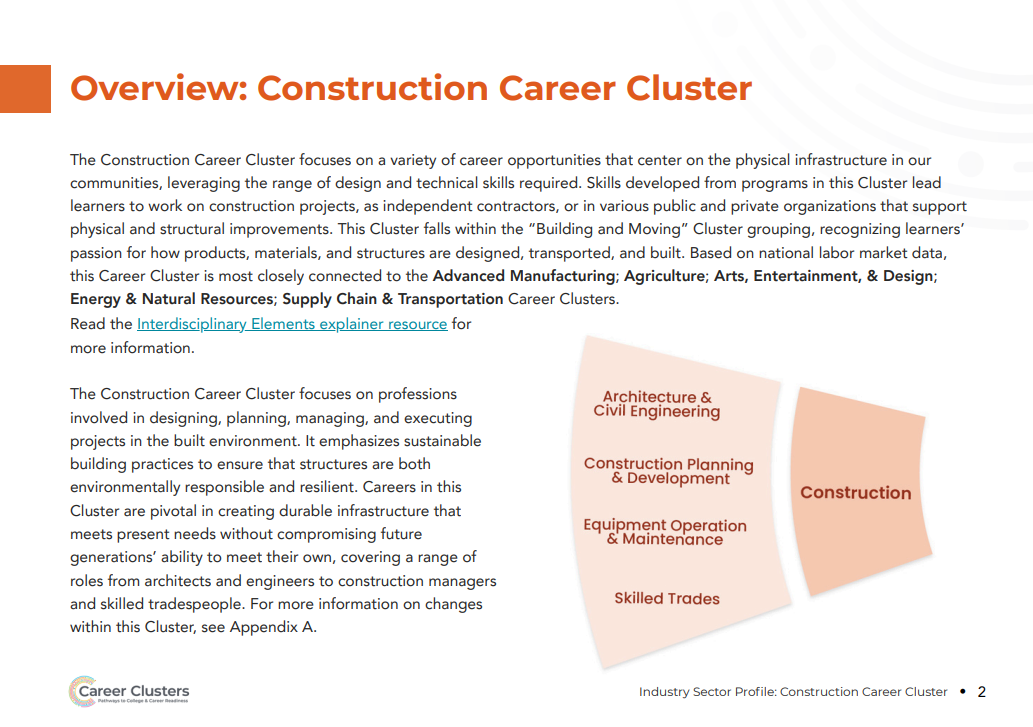 Overview: Construction Career Cluster
The Construction Career Cluster focuses on a variety of career opportunities that center on the physical infrastructure in our
communities, leveraging the range of design and technical skills required. Skills developed from programs in this Cluster lead
learners to work on construction projects, as independent contractors, or in various public and private organizations that support
physical and structural improvements. This Cluster falls within the “Building and Moving” Cluster grouping, recognizing learners’
passion for how products, materials, and structures are designed, transported, and built. Based on national labor market data,
this Career Cluster is most closely connected to the Advanced Manufacturing; Agriculture; Arts, Entertainment, & Design;
Energy & Natural Resources; Supply Chain & Transportation Career Clusters.
Read the Interdisciplinary Elements explainer resource for
more information.
The Construction Career Cluster focuses on professions
involved in designing, planning, managing, and executing
projects in the built environment. It emphasizes sustainable
building practices to ensure that structures are both
environmentally responsible and resilient. Careers in this
Cluster are pivotal in creating durable infrastructure that
meets present needs without compromising future
generations’ ability to meet their own, covering a range of
roles from architects and engineers to construction managers
and skilled tradespeople. For more information on changes
within this Cluster, see Appendix A.
Architecture &
Civil Engineering
Construction Planning
& Development
Equipment Operation
& Maintenance
Skilled Trades
Construction
Career Clusters
Pathways to College & Career Readiness
Industry Sector Profile: Construction Career Cluster • 2